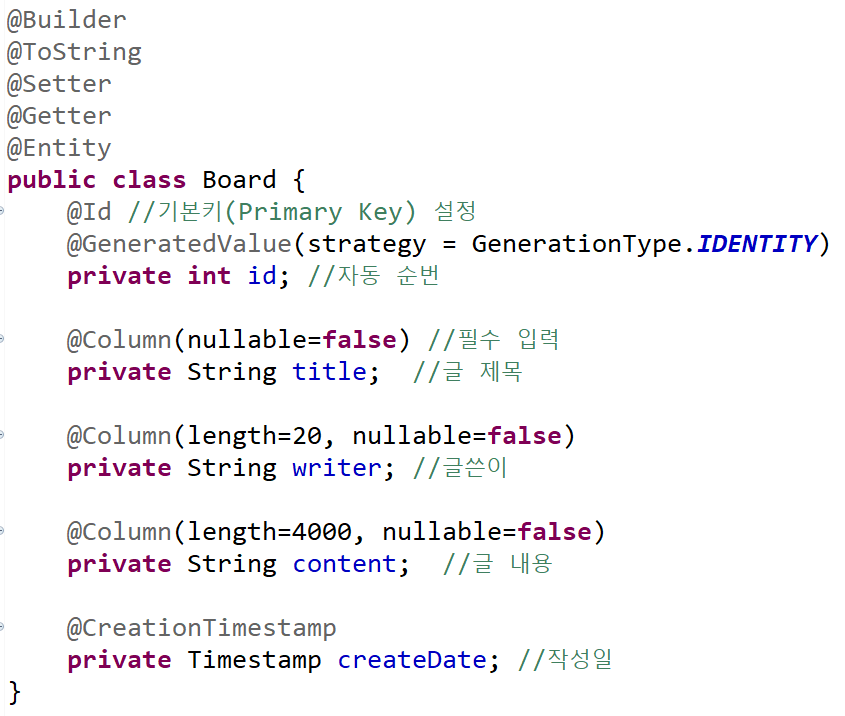 @Builder
@ToString
@Setter
@Getter
@Entity
public class Board {
@Id //기본키(Primary Key) 설정
@GeneratedValue(strategy = GenerationType.IDENTITY)
private int id; //자동 순번
@Column(nullable=false) //필수 입력
private String title; //글 제목
@Column(length=20, nullable=false)
private String writer; //글쓴이
@Column(length=4000, nullable=false)
private String content; //글 내용
@CreationTimestamp
private Timestamp createDate; //작성일
}